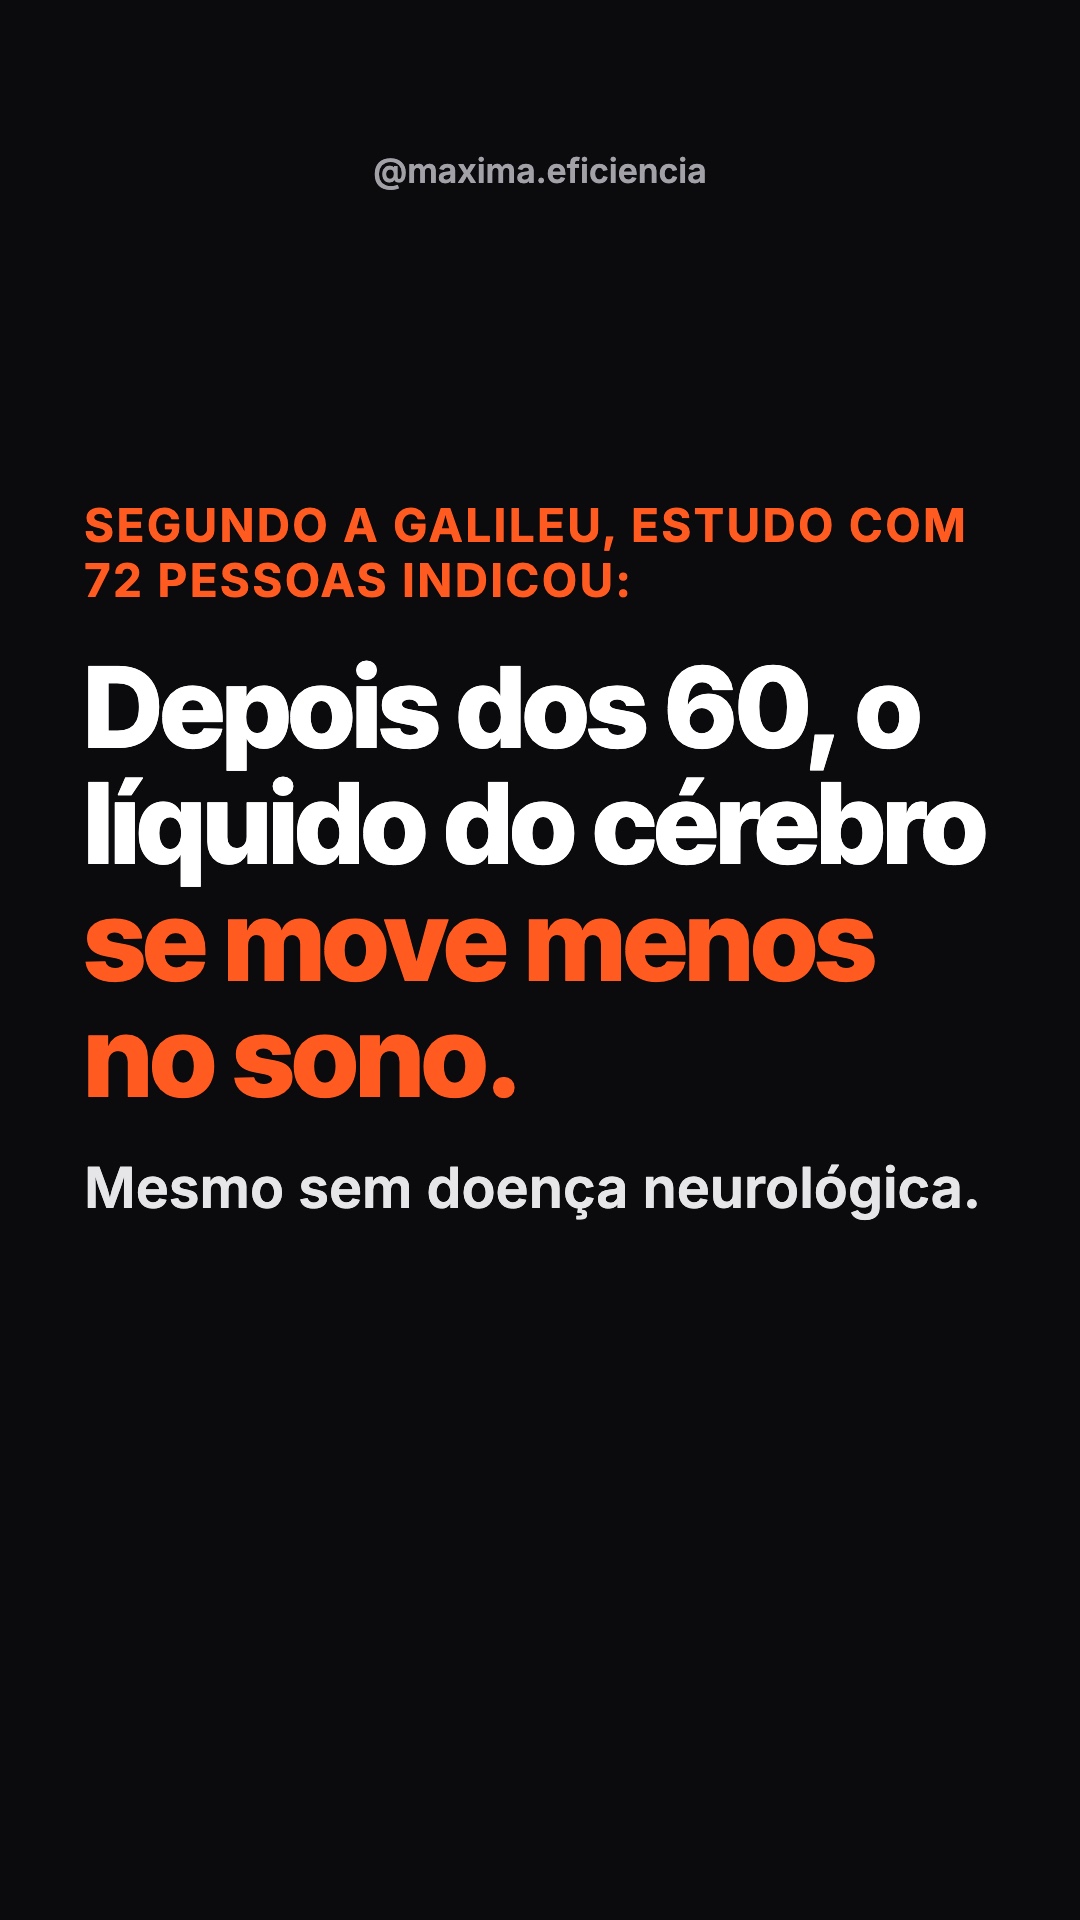 @maxima.eficiencia
SEGUNDO A GALILEU, ESTUDO COM
72 PESSOAS INDICOU:
Depois dos 60, o
líquido do cérebro
se move menos
no sono.
Mesmo sem doença neurológica.